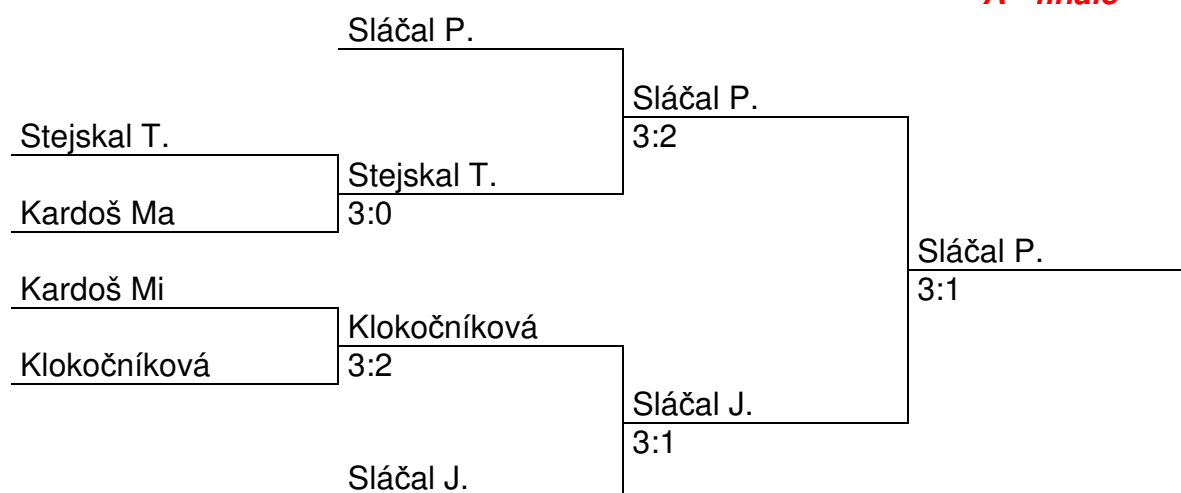 Sláčal P.
Sláčal P.
Stejskal T.
3:2
Stejskal T.
Kardoš Ma
3:0
Sláčal P.
Kardoš Mi
3:1
Klokočníková
Klokočníková
3:2
Sláčal J.
3:1
Sláčal J.